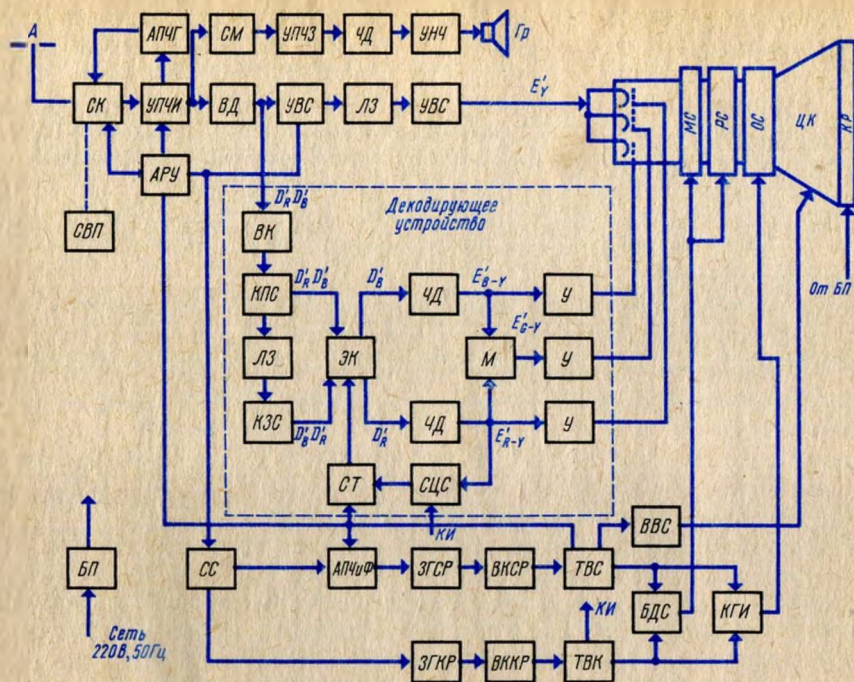 А
АПЧГ
СМ
УПЧЗ
ЧД
УНЧ
Гр
СК
УПЧИ
ВД
УВС
ЛЗ
УВС
E'Y
МС
РС
ОС
ЦК
КР
АРУ
СВП
D'R D'B
Декодирующее
устройство
ВК
От БП
КПС
D'R D'B
D'B
ЧД
E'B-Y
У
E'G-Y
ЛЗ
ЭК
М
У
КЗС
D'B D'R
D'R
ЧД
E'R-Y
У
СТ
СЦС
КИ
ВВС
БП
СС
АПЧиФ
ЗГСР
ВКСР
ТВС
КИ
БДС
КГИ
Сеть
220В, 50Гц
ЗГКР
ВККР
ТВК